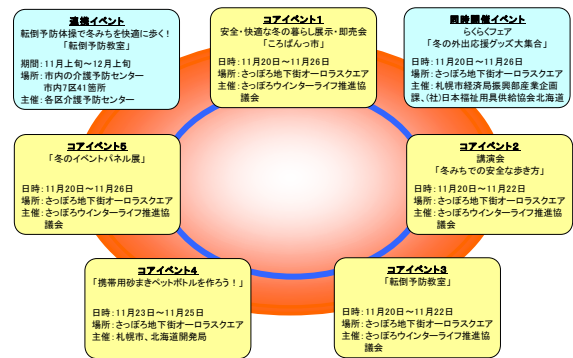 連携イベント
転倒予防体操で冬みちを快適に歩く!
「転倒予防教室」
期間:11月上旬～12月上旬
場所:市内の介護予防センター
市内7区41箇所
主催:各区介護予防センター
コアイベント1
安全・快適な冬の暮らし展示・即売会
「ころばんっ市」
日時:11月20日～11月26日
場所:さっぽろ地下街オーロラスクエア
主催:さっぽろウインターライフ推進協
議会
同時開催イベント
らくらくフェア
「冬の外出応援グッズ大集合」
日時:11月20日～11月26日
場所:さっぽろ地下街オーロラスクエア
主催:札幌市経済局振興部産業企画
課、(社)日本福祉用具供給協会北海道
コアイベント5
「冬のイベントパネル展」
日時:11月20日～11月26日
場所:さっぽろ地下街オーロラスクエア
主催:さっぽろウインターライフ推進協
議会
コアイベント2
講演会
「冬みちでの安全な歩き方」
日時:11月20日～11月22日
場所:さっぽろ地下街オーロラスクエア
主催:さっぽろウインターライフ推進協
議会
コアイベント4
「携帯用砂まきペットボトルを作ろう!」
日時:11月23日～11月25日
場所:さっぽろ地下街オーロラスクエア
主催:札幌市、北海道開発局
コアイベント3
「転倒予防教室」
日時:11月20日～11月22日
場所:さっぽろ地下街オーロラスクエア
主催:さっぽろウインターライフ推進協
議会